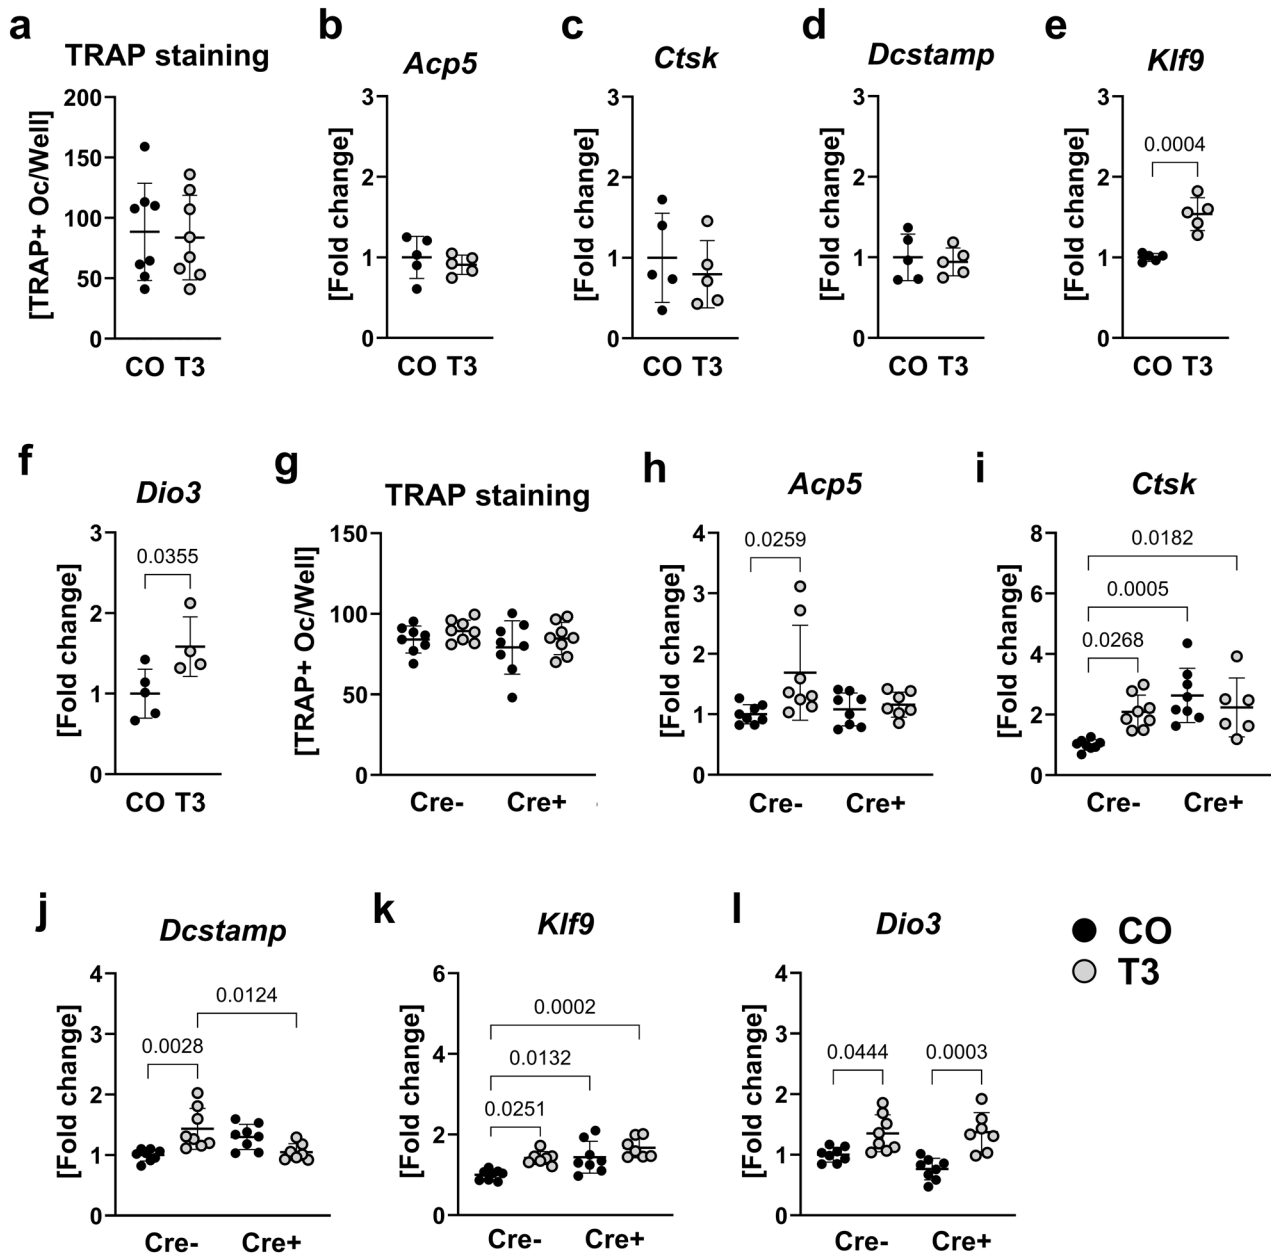 a
TRAP staining
[TRAP+ Oc/Well]
200
150
100
50
0
CO T3
b
Acp5
[Fold change]
3
2
1
0
CO T3
c
Ctsk
[Fold change]
3
2
1
0
CO T3
d
Dcstamp
[Fold change]
3
2
1
0
CO T3
e
Klf9
[Fold change]
3
2
1
0
0.0004
CO T3
f
Dio3
[Fold change]
3
2
1
0
0.0355
CO T3
g
TRAP staining
[TRAP+ Oc/Well]
150
100
50
0
Cre- Cre+
h
Acp5
[Fold change]
4
3
2
1
0
0.0259
Cre- Cre+
i
Ctsk
[Fold change]
8
6
4
2
0
0.0182
0.0005
0.0268
Cre- Cre+
j
Dcstamp
[Fold change]
4
3
2
1
0
0.0124
0.0028
Cre- Cre+
k
Klf9
[Fold change]
6
4
2
0
0.0002
0.0132
0.0251
Cre- Cre+
l
Dio3
[Fold change]
4
3
2
1
0
0.0444 0.0003
Cre- Cre+
CO
T3